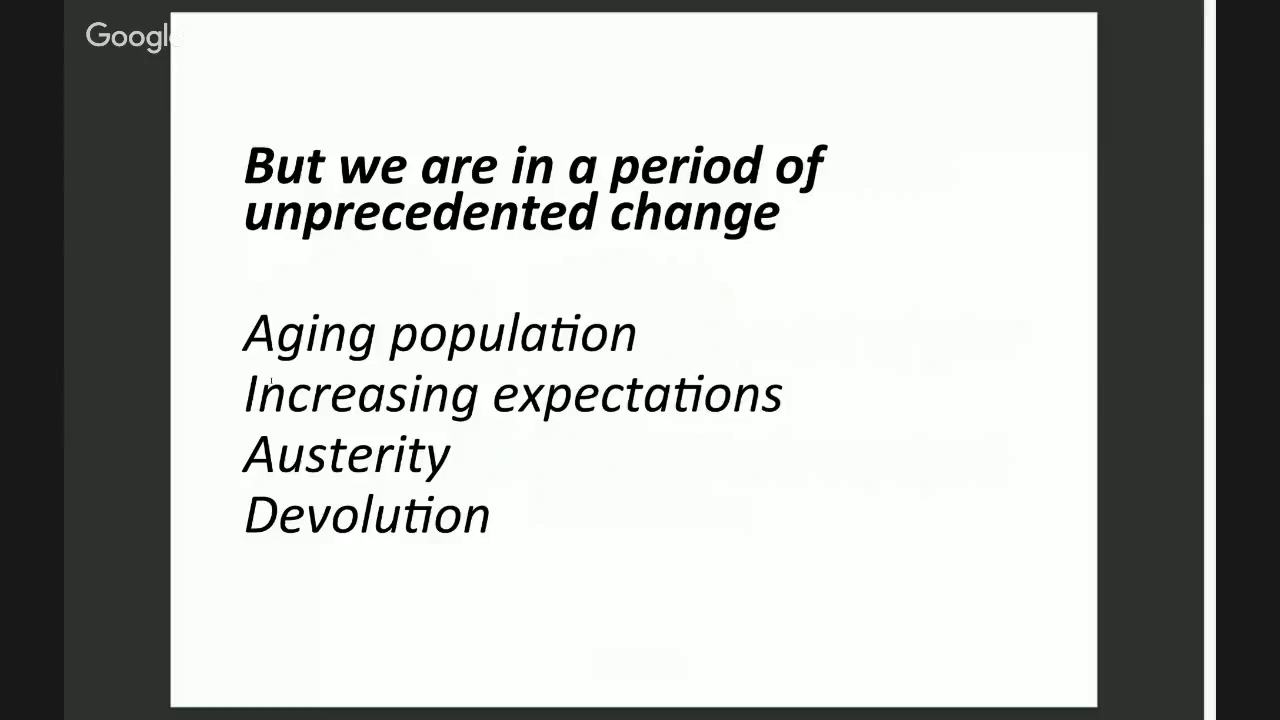 Google
But we are in a period of
unprecedented change
Aging population
Increasing expectations
Austerity
Devolution